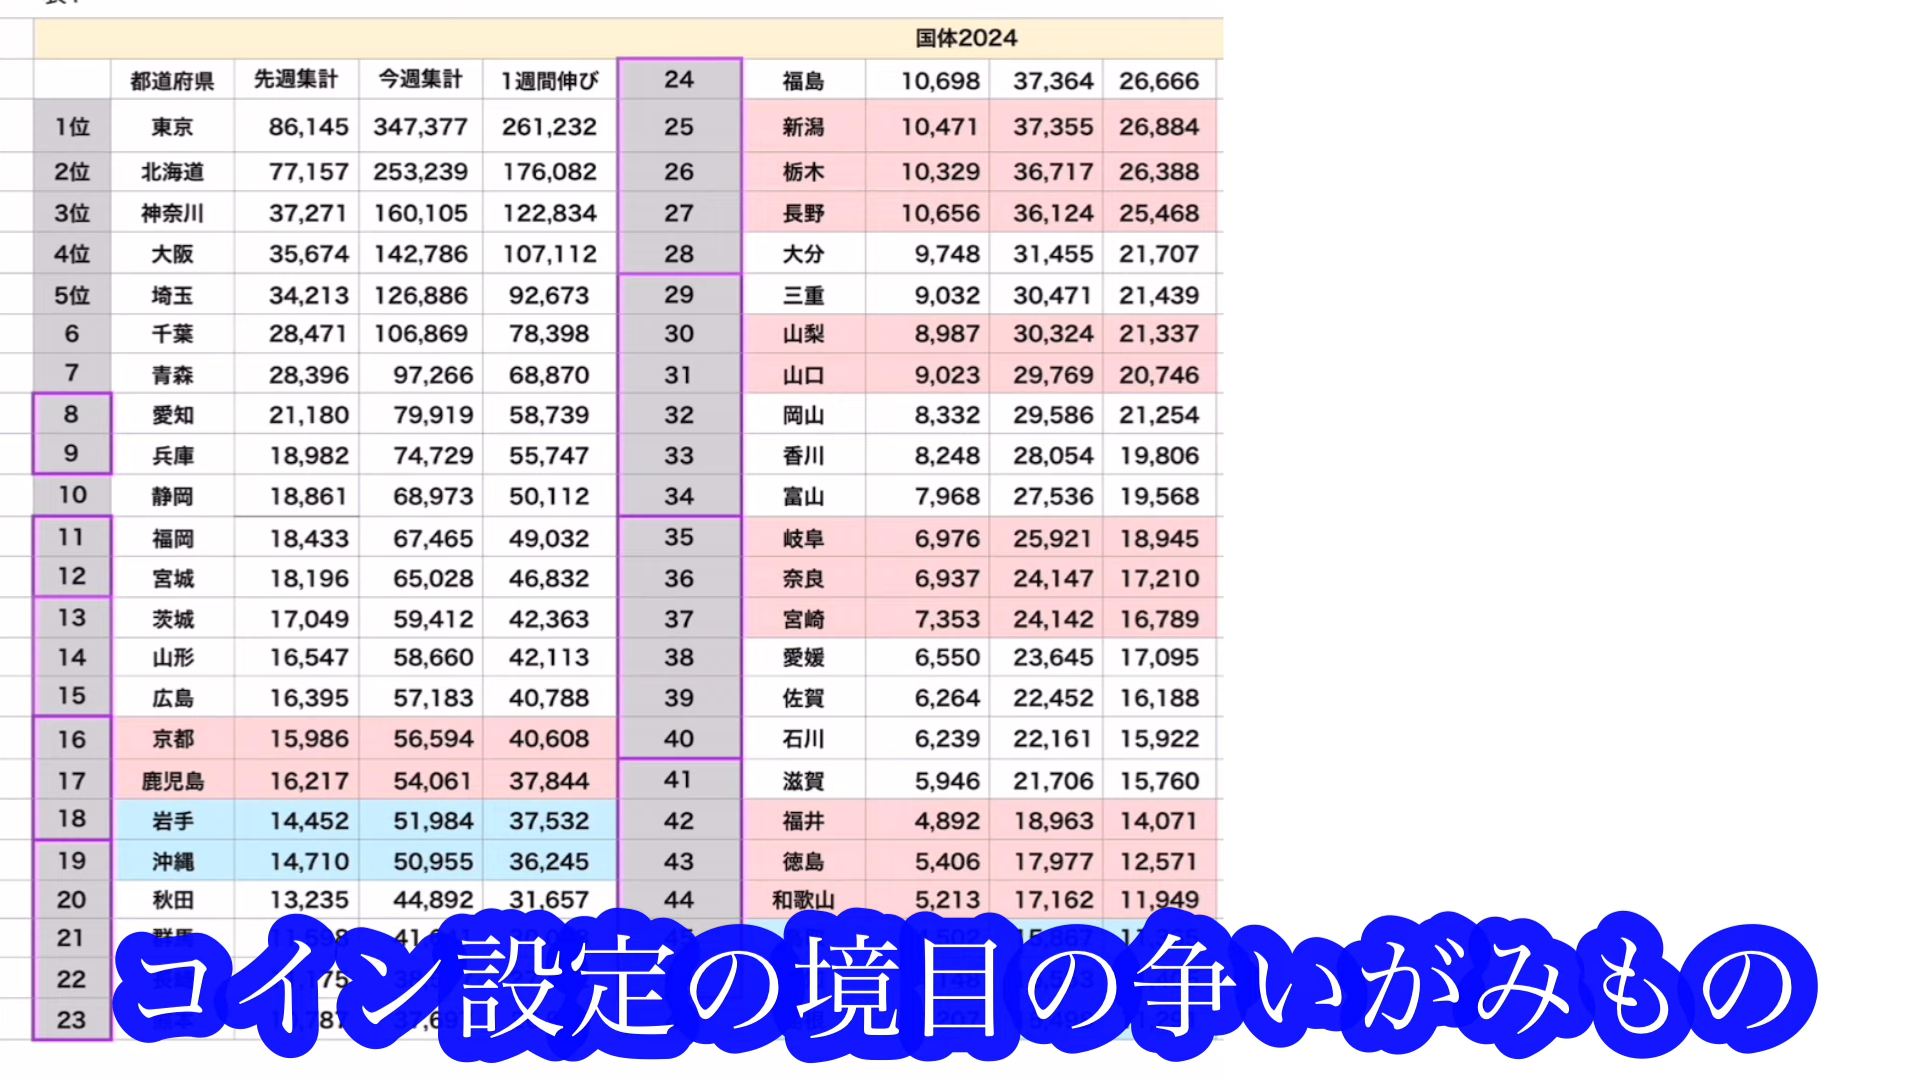 国体2024
都道府県 先週集計 今週集計 1週間伸び
1位 東京 86,145 347,377 261,232
2位 北海道 77,157 253,239 176,082
3位 神奈川 37,271 160,105 122,834
4位 大阪 35,674 142,786 107,112
5位 埼玉 34,213 126,886 92,673
6 千葉 28,471 106,869 78,398
7 青森 28,396 97,266 68,870
8 愛知 21,180 79,919 58,739
9 兵庫 18,982 74,729 55,747
10 静岡 18,861 68,973 50,112
11 福岡 18,433 67,465 49,032
12 宮城 18,196 65,028 46,832
13 茨城 17,049 59,412 42,363
14 山形 16,547 58,660 42,113
15 広島 16,395 57,183 40,788
16 京都 15,986 56,594 40,608
17 鹿児島 16,217 54,061 37,844
18 岩手 14,452 51,984 37,532
19 沖縄 14,710 50,955 36,245
20 秋田 13,235 44,892 31,657
21
22
23
24 福島 10,698 37,364 26,666
25 新潟 10,471 37,355 26,884
26 栃木 10,329 36,717 26,388
27 長野 10,656 36,124 25,468
28 大分 9,748 31,455 21,707
29 三重 9,032 30,471 21,439
30 山梨 8,987 30,324 21,337
31 山口 9,023 29,769 20,746
32 岡山 8,332 29,586 21,254
33 香川 8,248 28,054 19,806
34 富山 7,968 27,536 19,568
35 岐阜 6,976 25,921 18,945
36 奈良 6,937 24,147 17,210
37 宮崎 7,353 24,142 16,789
38 愛媛 6,550 23,645 17,095
39 佐賀 6,264 22,452 16,188
40 石川 6,239 22,161 15,922
41 滋賀 5,946 21,706 15,760
42 福井 4,892 18,963 14,071
43 徳島 5,406 17,977 12,571
44 和歌山 5,213 17,162 11,949
コイン設定の境目の争いがみもの